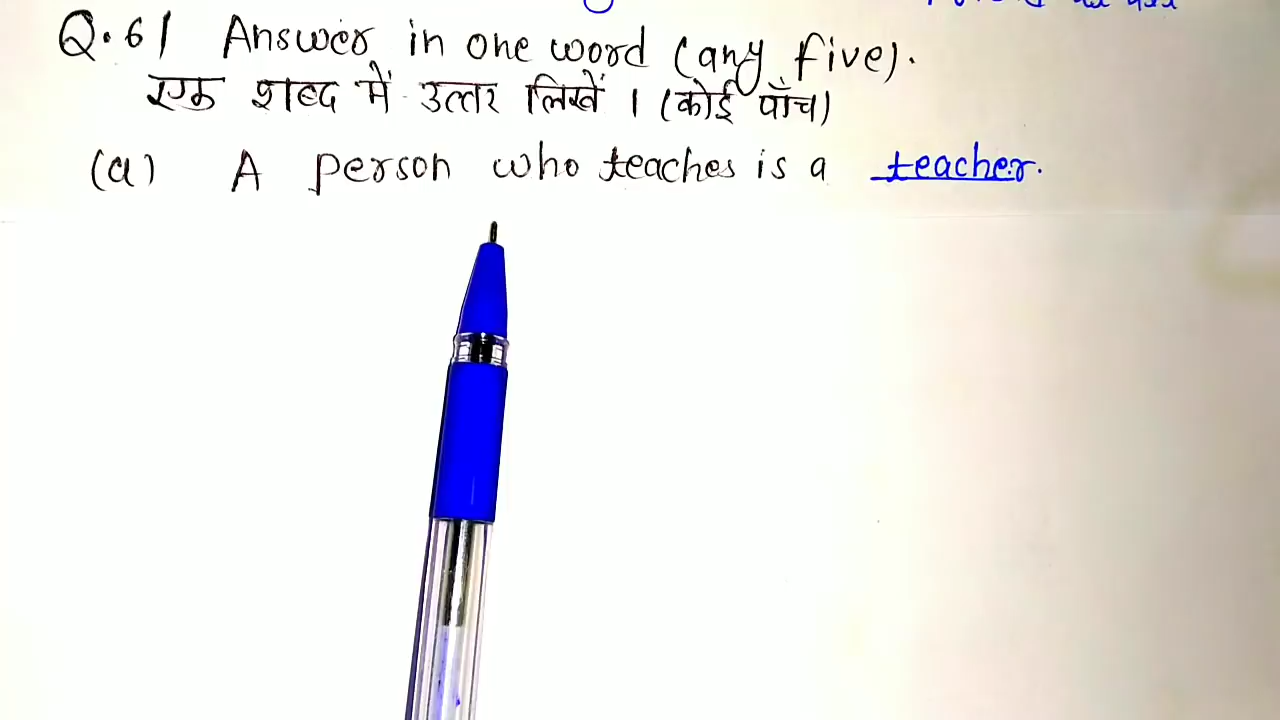 Q.6| Answer in one word (any five).
एक शब्द में उत्तर लिखें । (कोई पाँच)
(a) A person who teaches is a teacher.